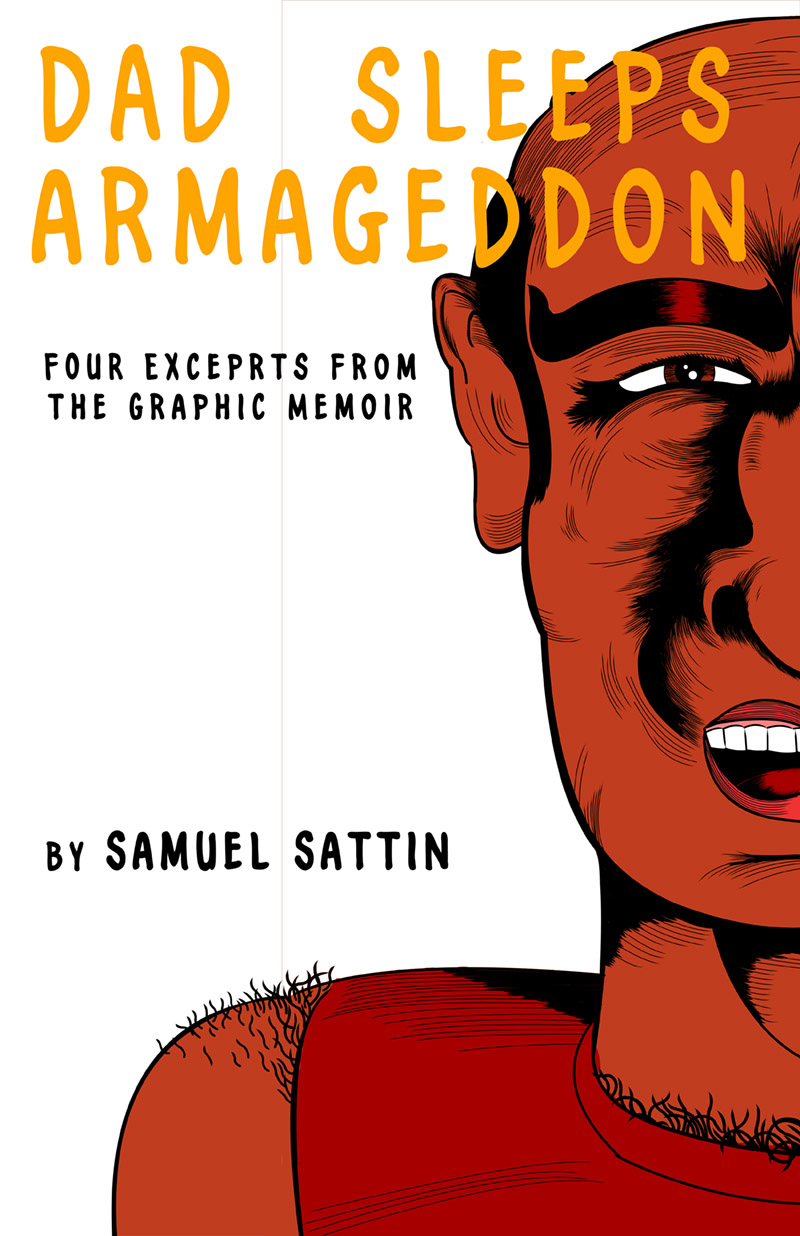 DAD SLEEPS
ARMAGEDDON
FOUR EXCEPRTS FROM
THE GRAPHIC MEMOIR
BY SAMUEL SATTIN